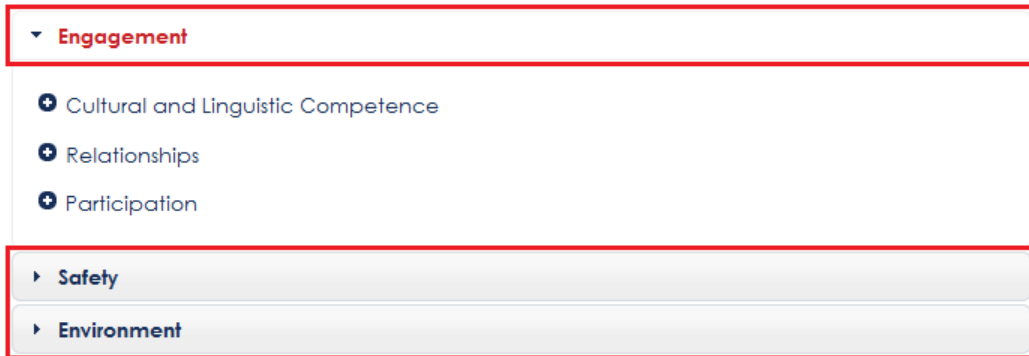 Engagement
Cultural and Linguistic Competence
Relationships
Participation
Safety
Environment